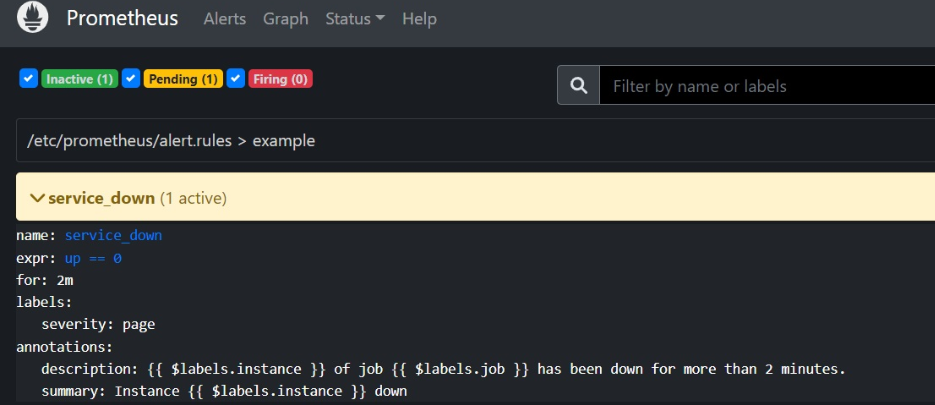 Prometheus Alerts Graph Status Help
Inactive (1) Pending (1) Firing (0)
Filter by name or labels
/etc/prometheus/alert.rules > example
service_down (1 active)
name: service_down
expr: up == 0
for: 2m
labels:
severity: page
annotations:
description: {{ $labels.instance }} of job {{ $labels.job }} has been down for more than 2 minutes.
summary: Instance {{ $labels.instance }} down